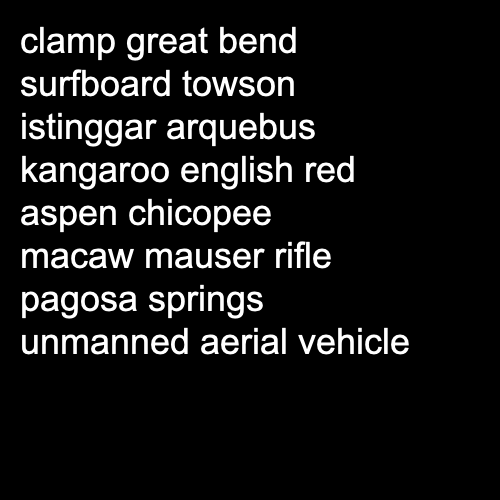 clamp great bend
surfboard towson
istinggar arquebus
kangaroo english red
aspen chicopee
macaw mauser rifle
pagosa springs
unmanned aerial vehicle